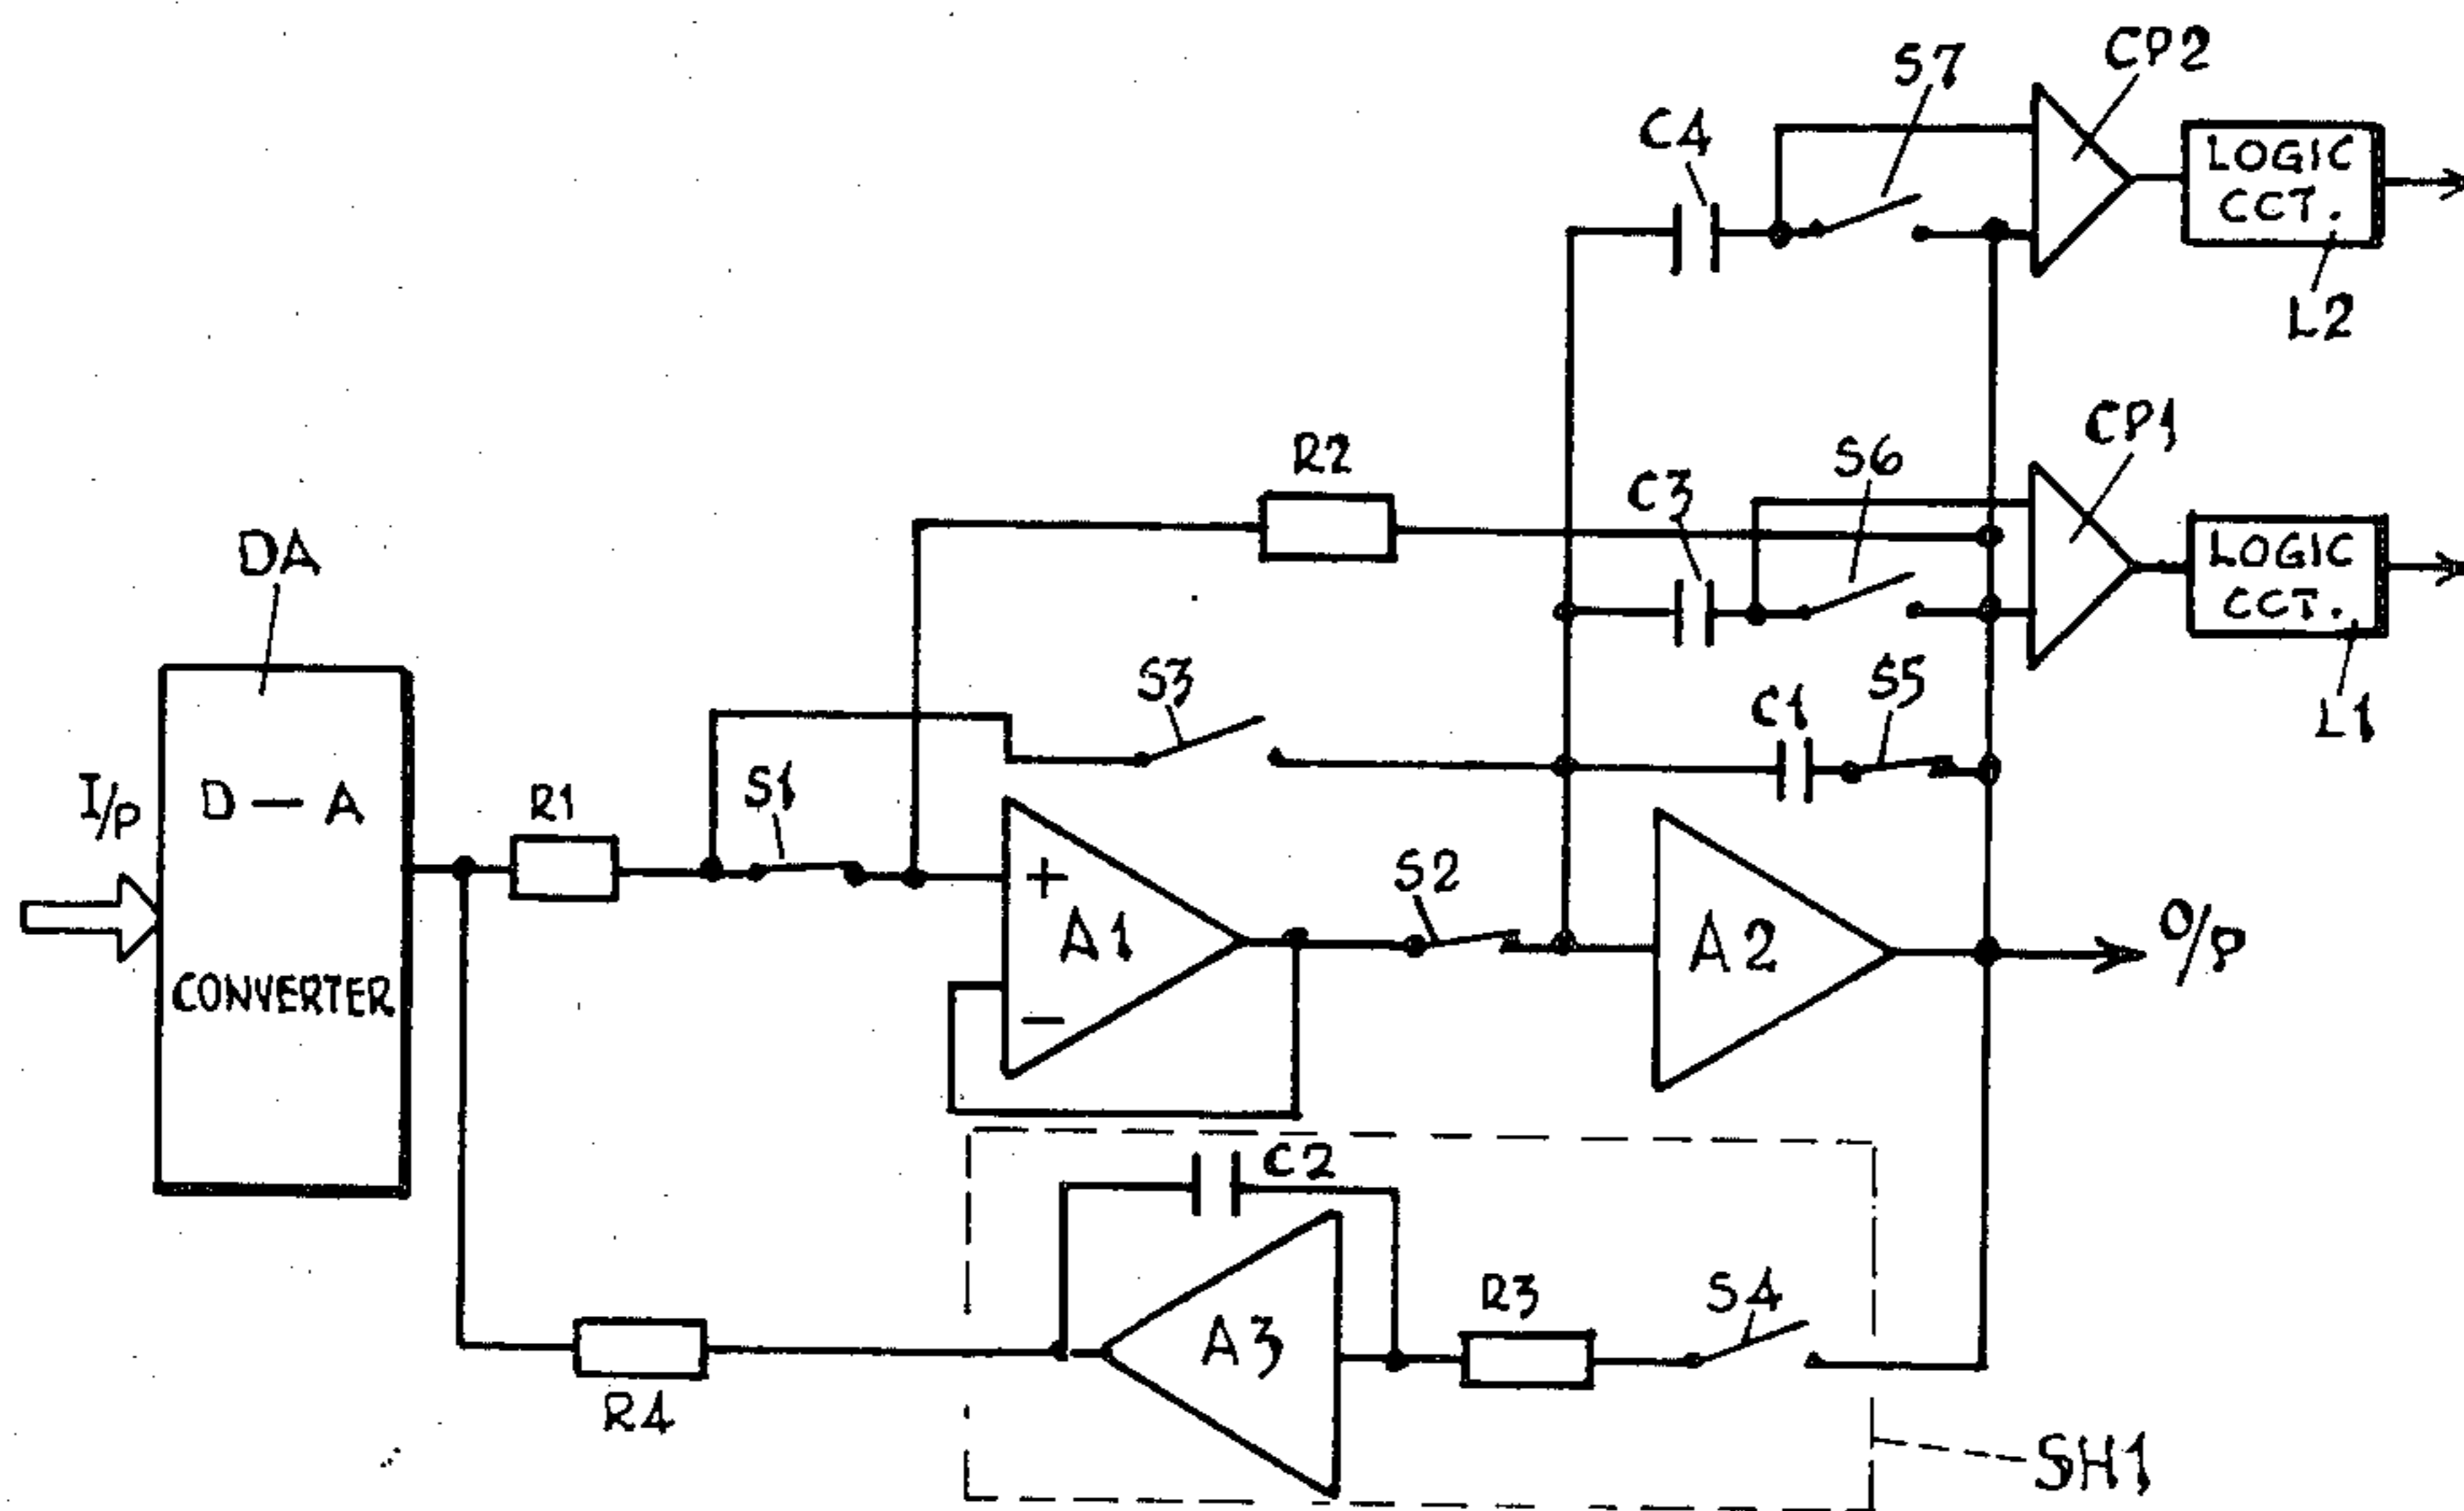 CP2
S7
C4
LOGIC
CCT.
L2
CP1
R2
S6
C3
LOGIC
CCT.
DA
S3
S5
C1
L1
I/P
D — A
R1
S1
S2
O/P
+
A1
A2
CONVERTER
−
C2
R3
S4
A3
R4
SH1